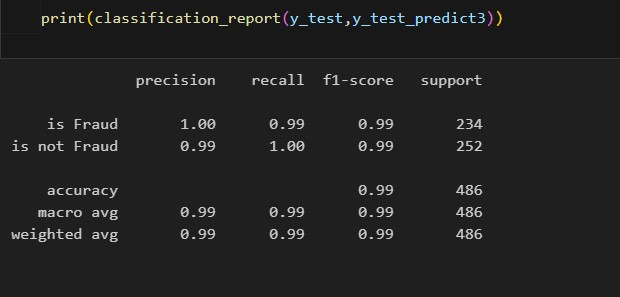 print(classification_report(y_test,y_test_predict3))
precision recall f1-score support
is Fraud 1.00 0.99 0.99 234
is not Fraud 0.99 1.00 0.99 252
accuracy 0.99 486
macro avg 0.99 0.99 0.99 486
weighted avg 0.99 0.99 0.99 486